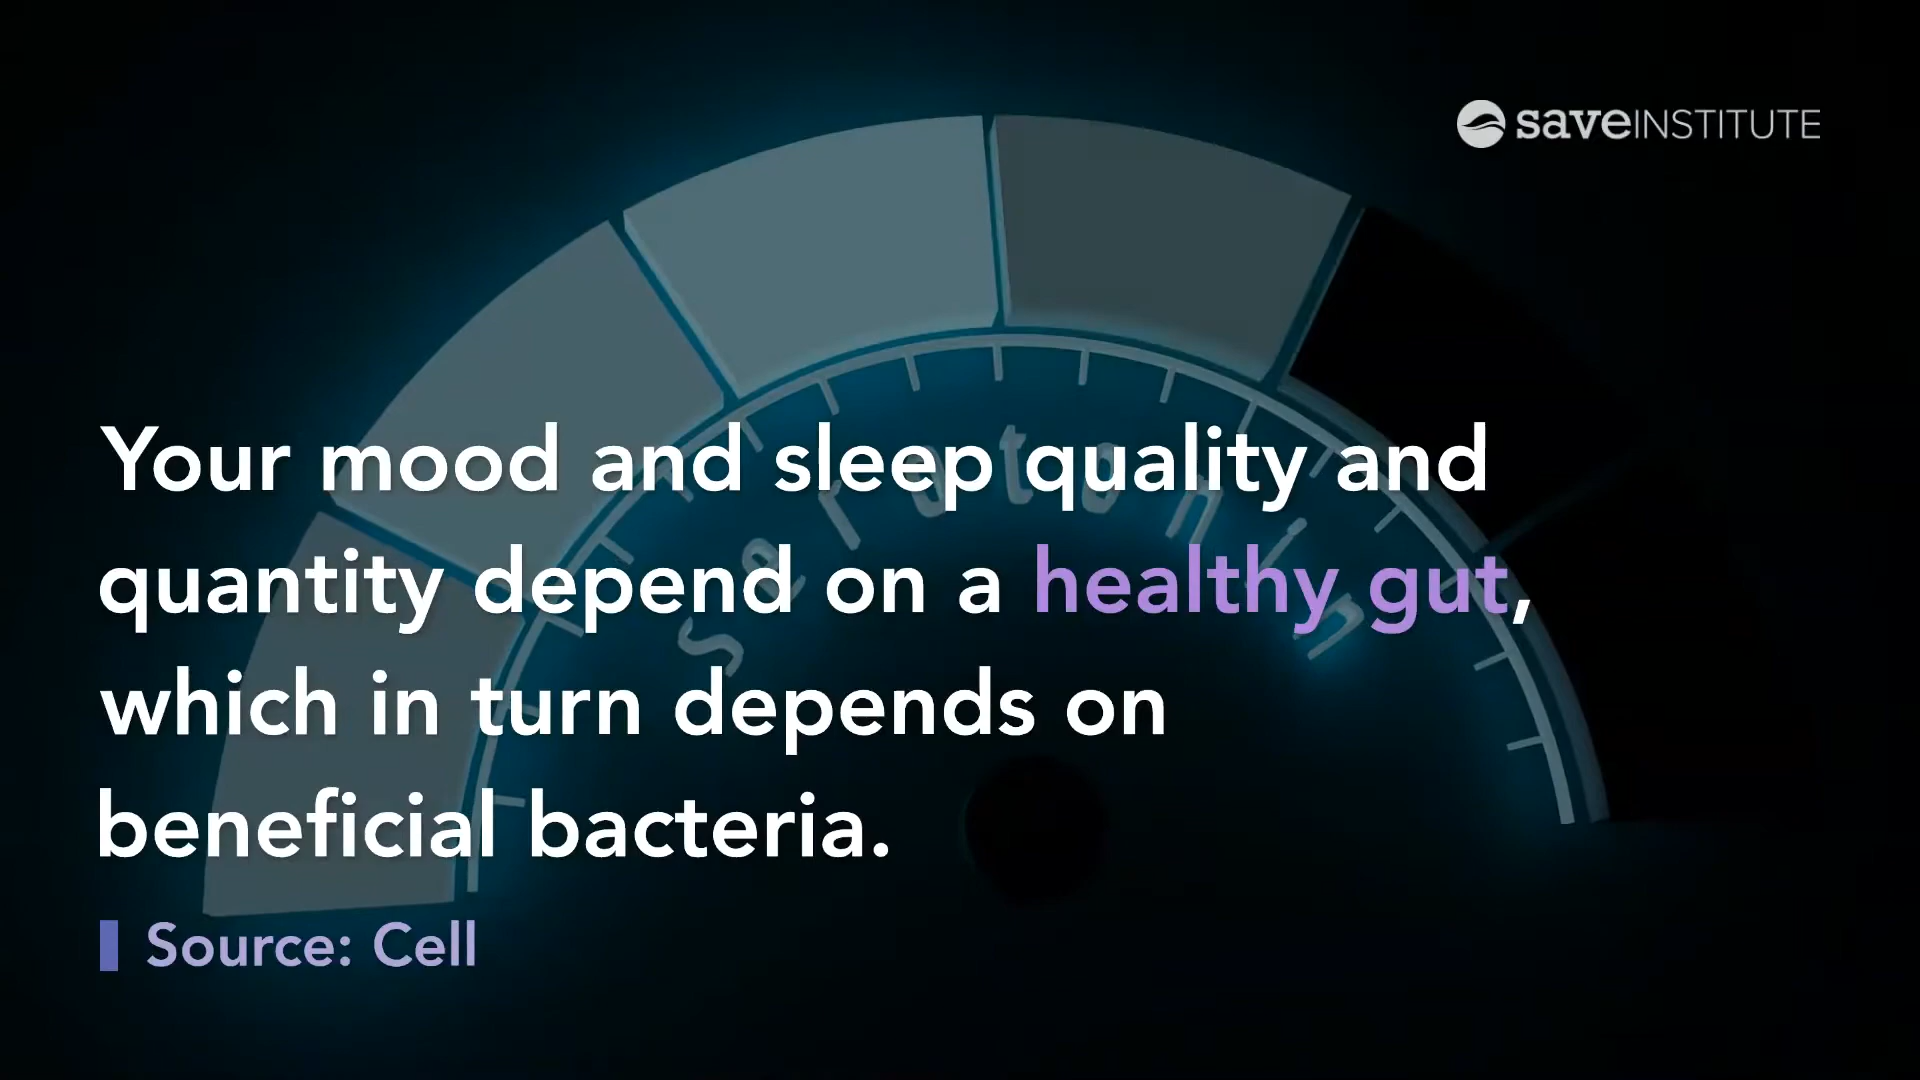 saveINSTITUTE
serotonin
Your mood and sleep quality and
quantity depend on a healthy gut,
which in turn depends on
beneficial bacteria.
Source: Cell